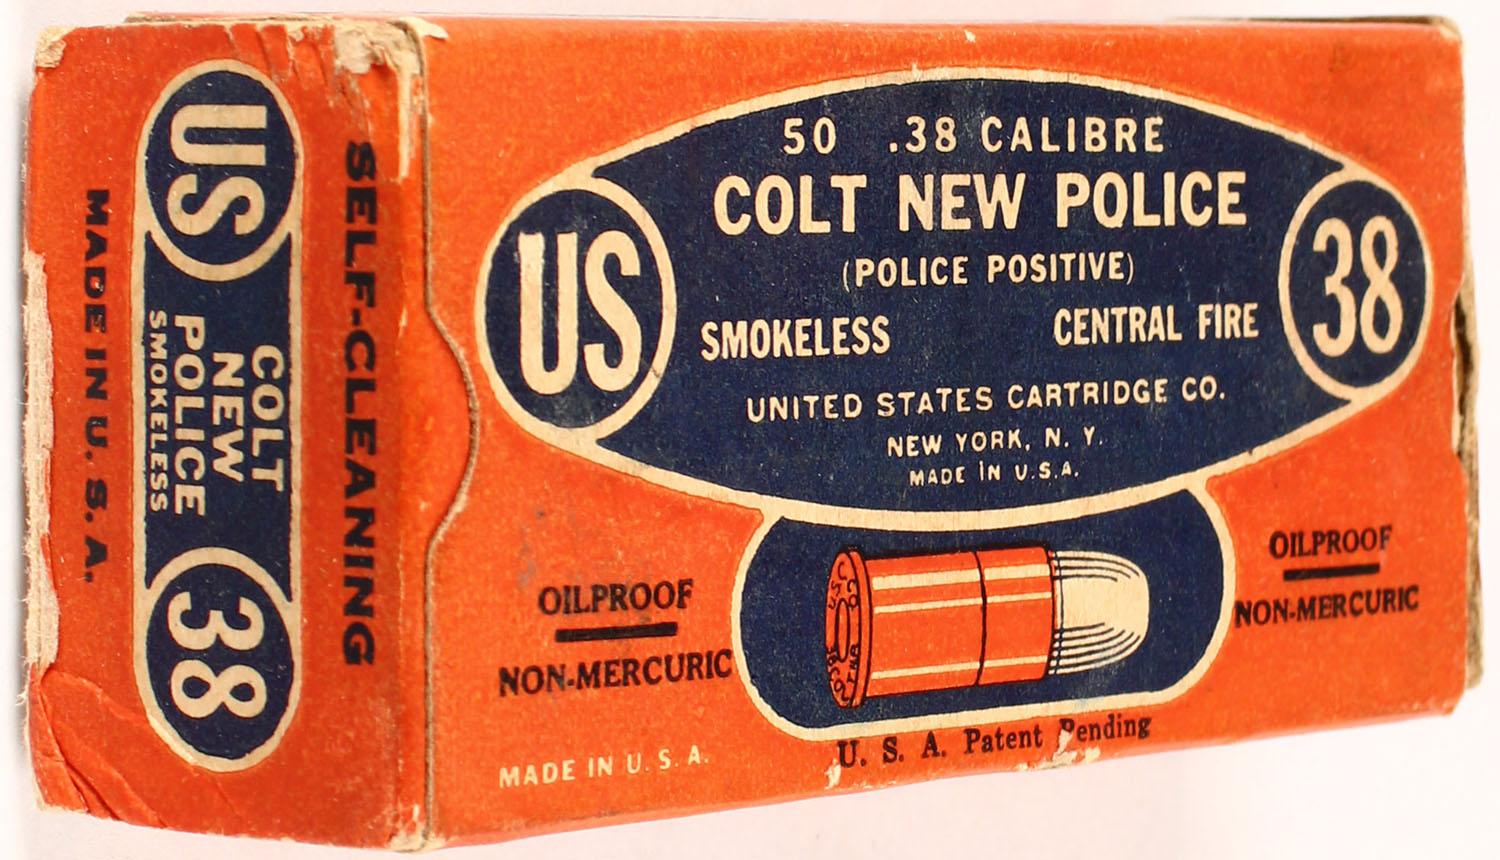 50 .38 CALIBRE
COLT NEW POLICE
(POLICE POSITIVE)
SMOKELESS CENTRAL FIRE
UNITED STATES CARTRIDGE CO.
NEW YORK, N. Y.
MADE IN U.S.A.
US
38
OILPROOF
NON-MERCURIC
OILPROOF
NON-MERCURIC
U. S. A. Patent Pending
MADE IN U. S. A.
SELF-CLEANING
US
COLT
NEW
POLICE
SMOKELESS
38
MADE IN U. S. A.